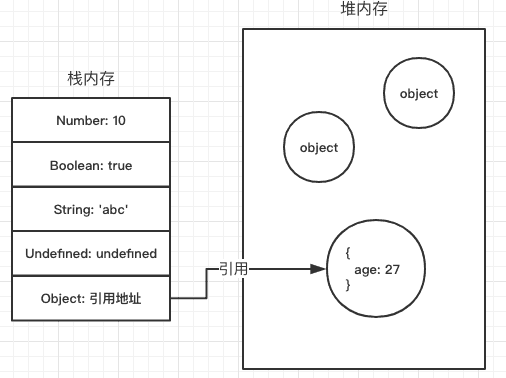 堆内存
栈内存
Number: 10
Boolean: true
String: 'abc'
Undefined: undefined
Object: 引用地址
引用
object
object
{
age: 27
}